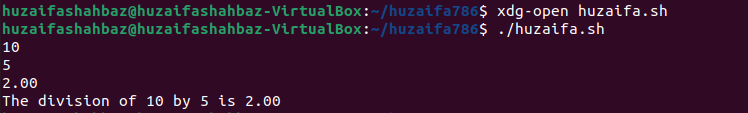 huzaifashahbaz@huzaifashahbaz-VirtualBox:~/huzaifa786$ xdg-open huzaifa.sh
huzaifashahbaz@huzaifashahbaz-VirtualBox:~/huzaifa786$ ./huzaifa.sh
10
5
2.00
The division of 10 by 5 is 2.00